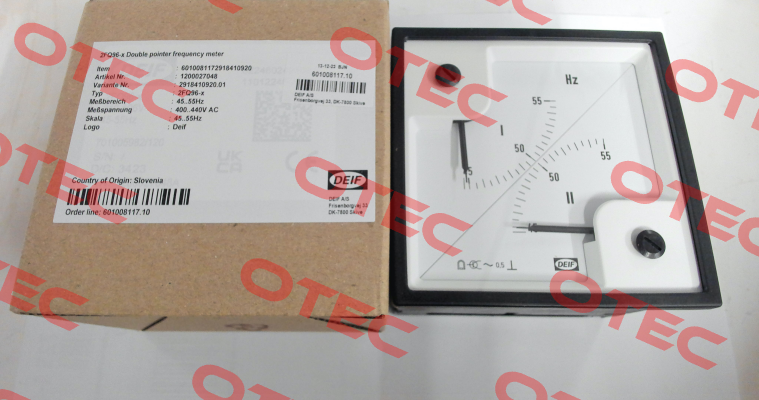 2FQ96-x Double pointer frequency meter
Item : 6010081172918410920
Artikel Nr. : 1200027048
Variante Nr. : 2918410920.01
Typ : 2FQ96-x
Meßbereich : 45..55Hz
Meßspannung : 400..440V AC
Skala : 45..55Hz
Logo : Deif
601008117.10
DEIF A/S
Frisenborgvej 33, DK-7800 Skive
Country of Origin: Slovenia
Order line: 601008117.10
DEIF
DEIF A/S
Frisenborgvej 33
DK-7800 Skive
Hz
55
I
50
55
50
II
0,5
DEIF
OTEC
OTEC
OTEC
OTEC
OTEC
OTEC
OTEC
OTEC
OTEC
OTEC